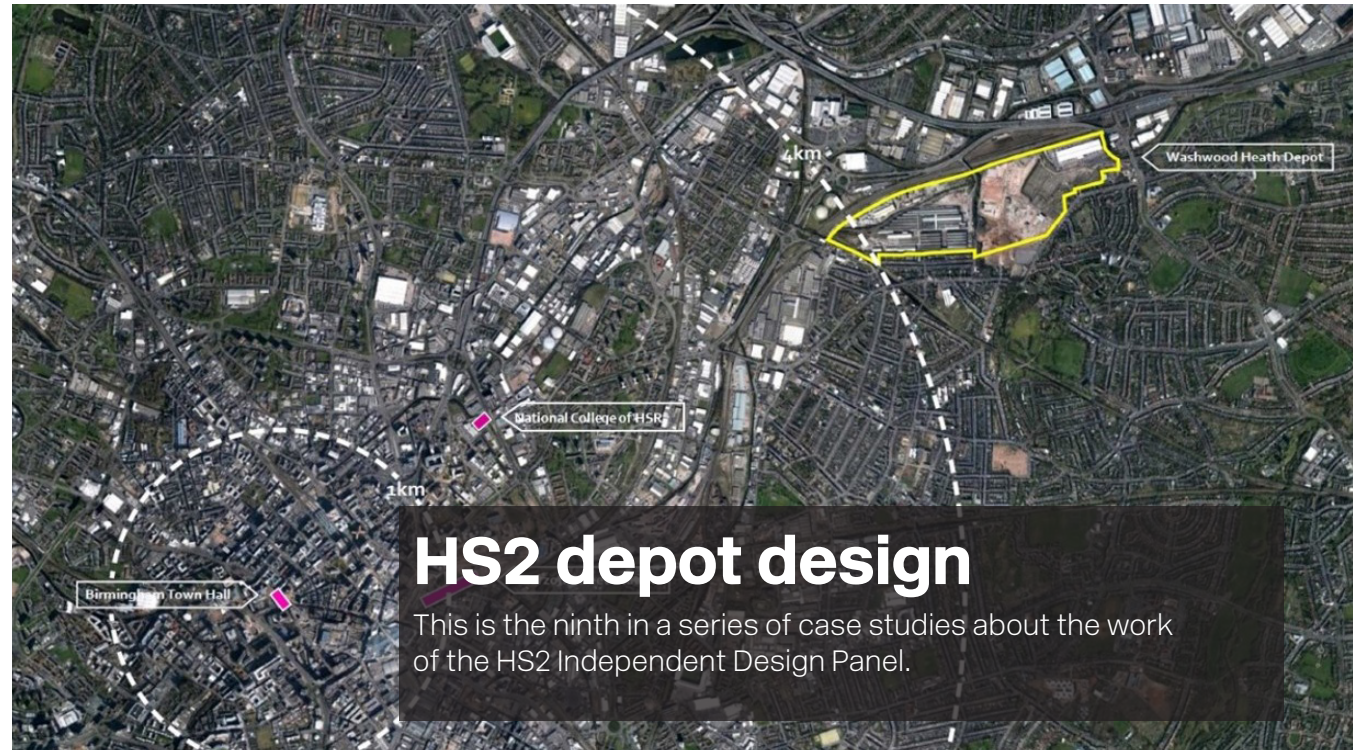 4km
Washwood Heath Depot
National College of HSR
1km
HS2 depot design
Birmingham Town Hall
This is the ninth in a series of case studies about the work
of the HS2 Independent Design Panel.